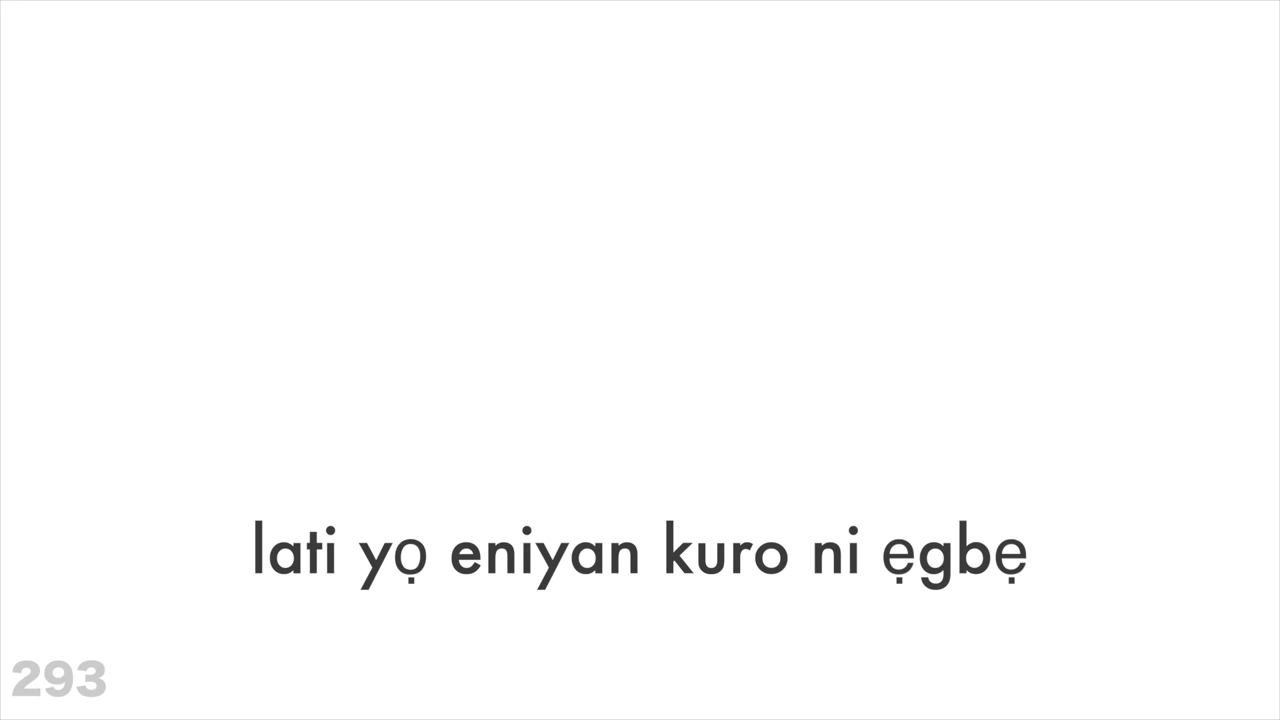 lati yọ eniyan kuro ni ẹgbẹ
293